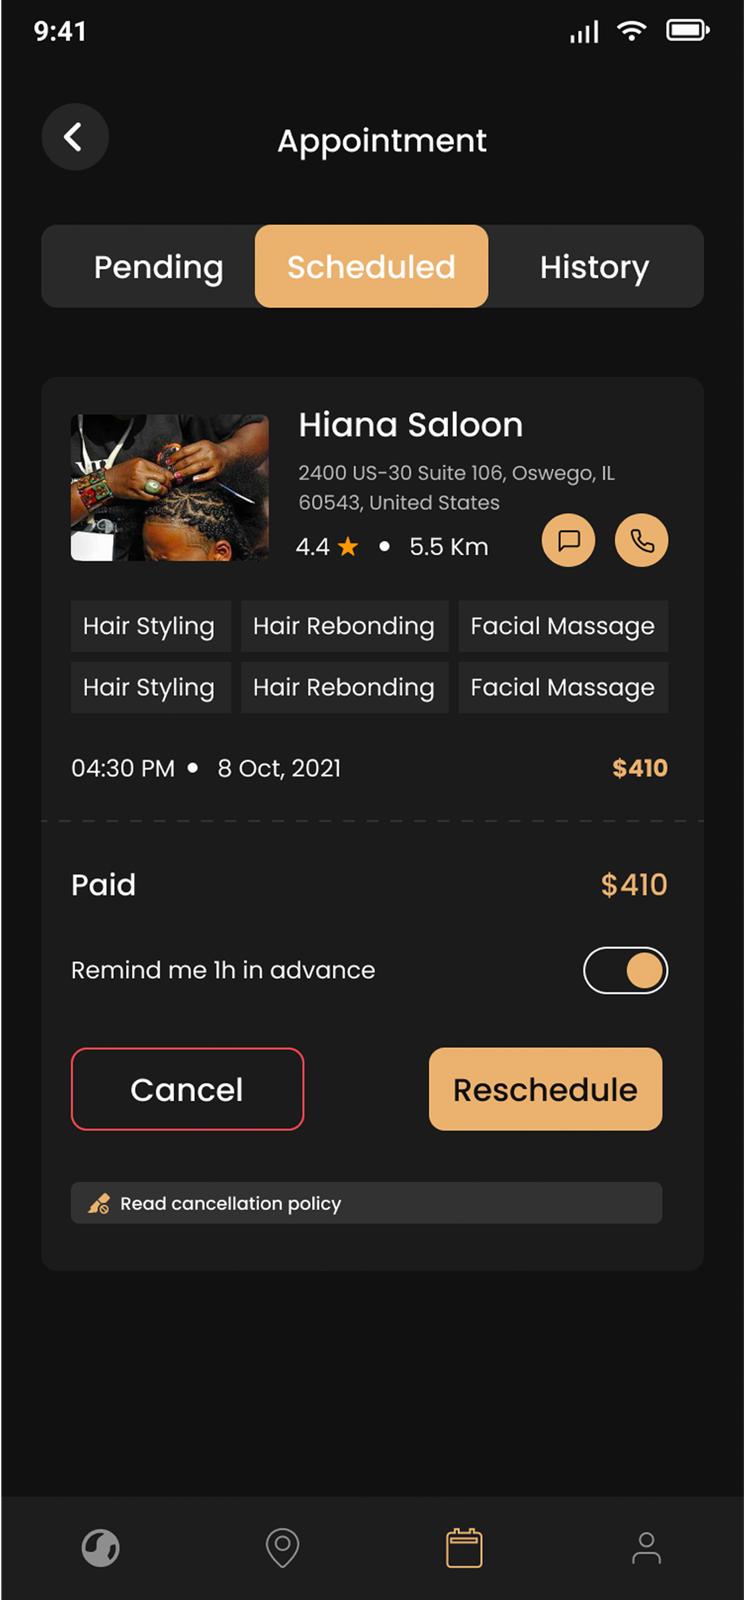 9:41
Appointment
Pending Scheduled History
Hiana Saloon
2400 US-30 Suite 106, Oswego, IL
60543, United States
4.4 ★ • 5.5 Km
Hair Styling Hair Rebonding Facial Massage
Hair Styling Hair Rebonding Facial Massage
04:30 PM • 8 Oct, 2021 $410
Paid $410
Remind me 1h in advance
Cancel Reschedule
Read cancellation policy